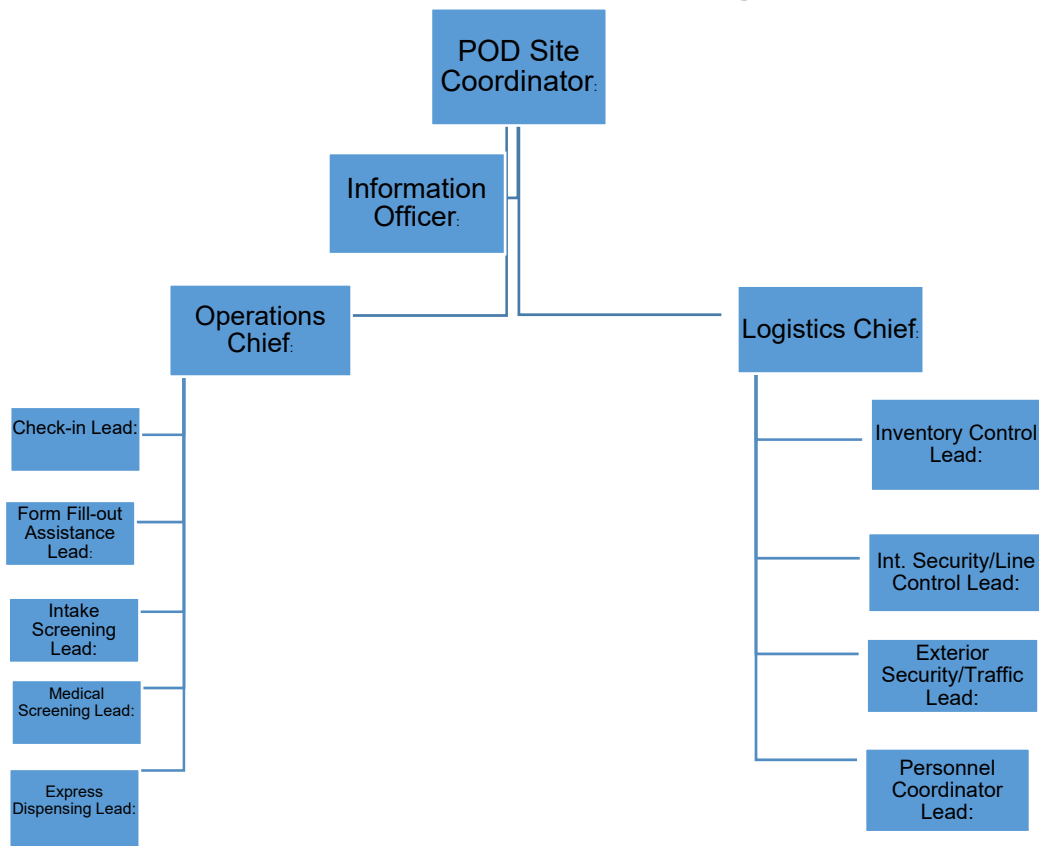 POD Site
Coordinator:
Information
Officer:
Operations
Chief:
Logistics Chief:
Check-in Lead:
Form Fill-out
Assistance
Lead:
Intake
Screening
Lead:
Medical
Screening Lead:
Express
Dispensing Lead:
Inventory Control
Lead:
Int. Security/Line
Control Lead:
Exterior
Security/Traffic
Lead:
Personnel
Coordinator
Lead: